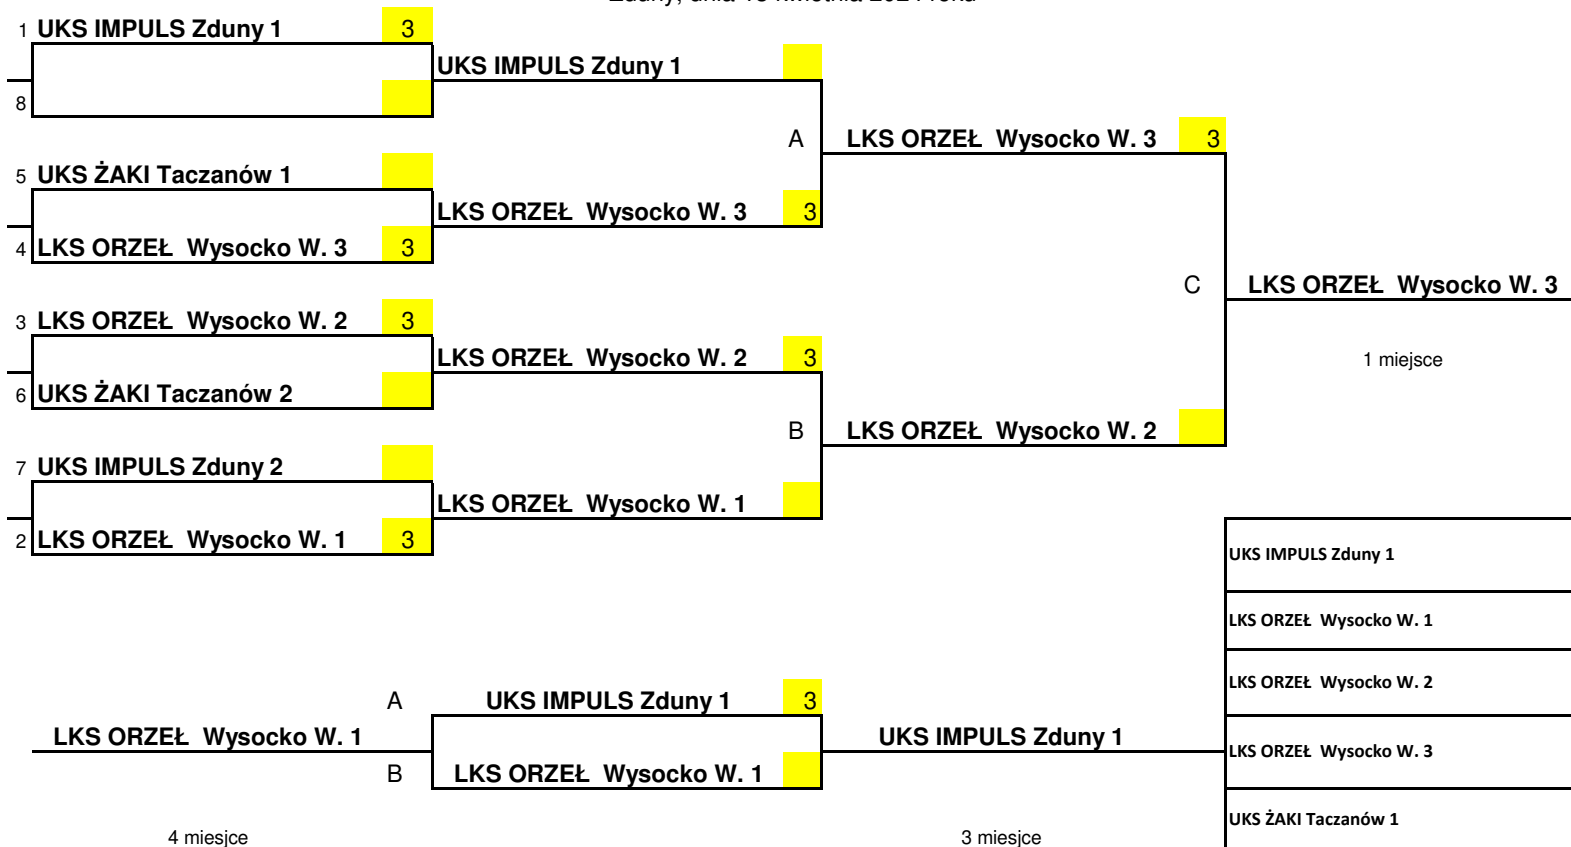 1 UKS IMPULS Zduny 1 3
UKS IMPULS Zduny 1
8
A LKS ORZEŁ Wysocko W. 3 3
5 UKS ŻAKI Taczanów 1
LKS ORZEŁ Wysocko W. 3 3
4 LKS ORZEŁ Wysocko W. 3 3
C LKS ORZEŁ Wysocko W. 3
3 LKS ORZEŁ Wysocko W. 2 3
LKS ORZEŁ Wysocko W. 2 3
1 miejsce
6 UKS ŻAKI Taczanów 2
B LKS ORZEŁ Wysocko W. 2
7 UKS IMPULS Zduny 2
LKS ORZEŁ Wysocko W. 1
2 LKS ORZEŁ Wysocko W. 1 3
UKS IMPULS Zduny 1
LKS ORZEŁ Wysocko W. 1
LKS ORZEŁ Wysocko W. 2
A UKS IMPULS Zduny 1 3
LKS ORZEŁ Wysocko W. 1
UKS IMPULS Zduny 1
LKS ORZEŁ Wysocko W. 3
B LKS ORZEŁ Wysocko W. 1
UKS ŻAKI Taczanów 1
4 miesjce
3 miesjce